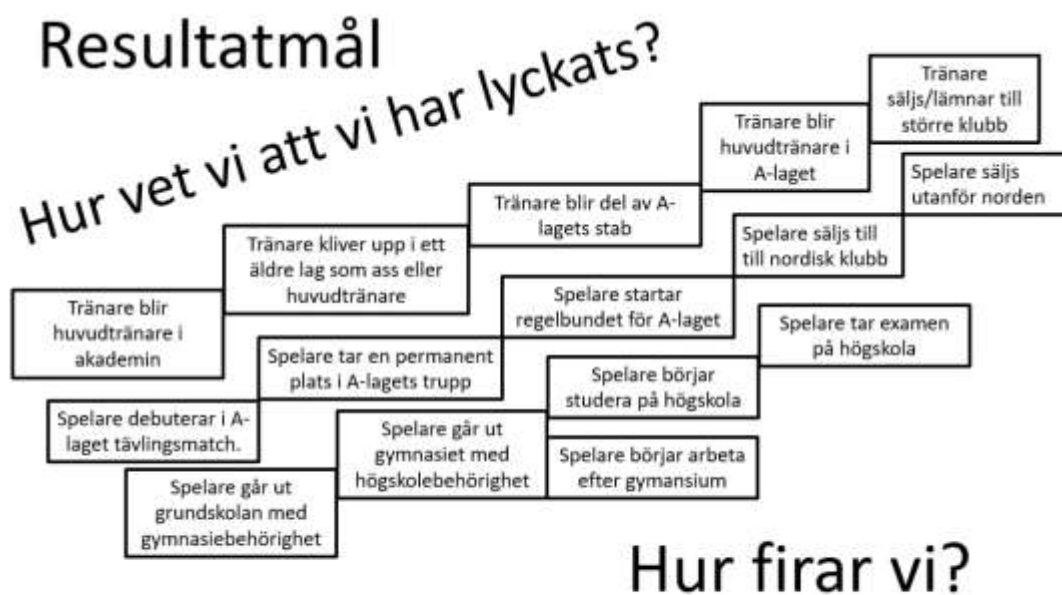 Resultatmål
Hur vet vi att vi har lyckats?
Tränare
säljs/lämnar till
större klubb
Tränare blir
huvudtränare i
A-laget
Spelare säljs
utanför norden
Tränare blir del av A-
lagets stab
Spelare säljs till
till nordisk klubb
Tränare kliver upp i ett
äldre lag som ass eller
huvudtränare
Spelare startar
regelbundet för A-laget
Tränare blir
huvudtränare i
akademin
Spelare tar examen
på högskola
Spelare tar en permanent
plats i A-lagets trupp
Spelare börjar
studera på högskola
Spelare debuterar i A-
laget tävlingsmatch.
Spelare går ut
gymnasiet med
högskolebehörighet
Spelare börjar arbeta
efter gymansium
Spelare går ut
grundskolan med
gymnasiebehörighet
Hur firar vi?